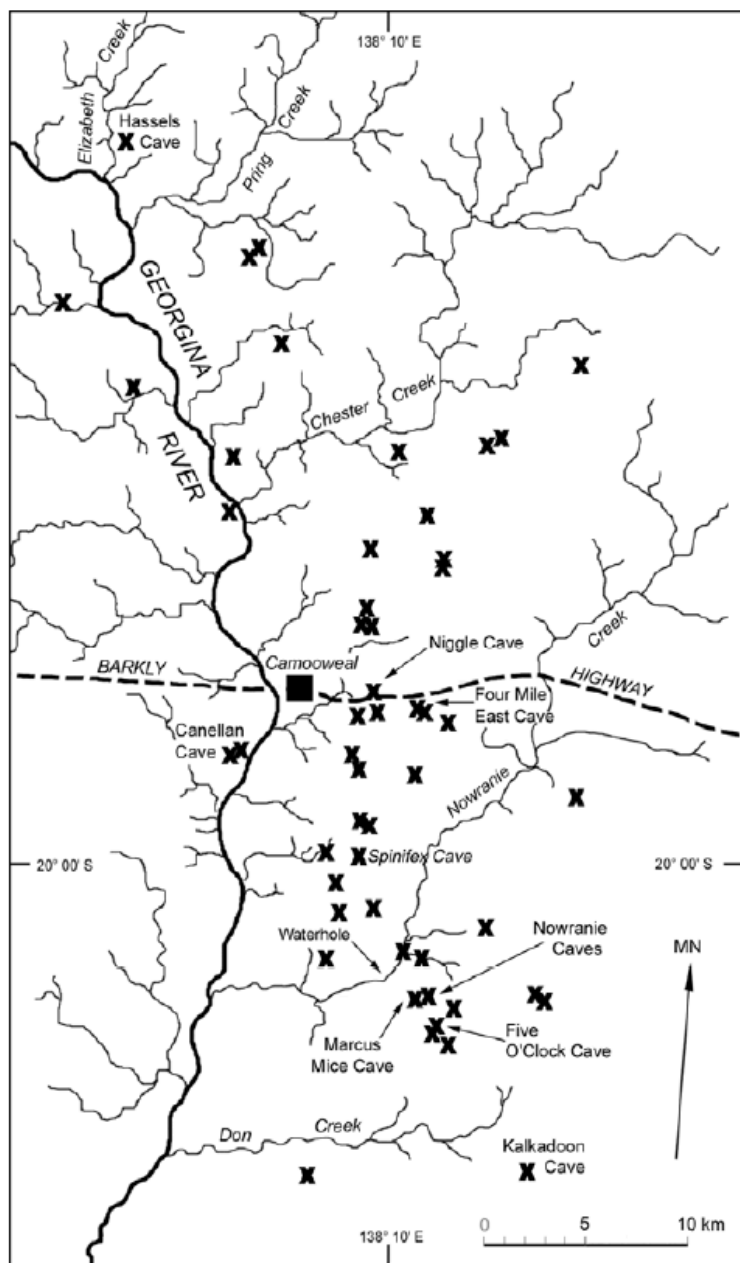 138° 10' E
Creek
Elizabeth
Hassels
Cave
Creek
Pring
GEORGINA
RIVER
Chester
Creek
Creek
Camooweal
Niggle Cave
BARKLY
HIGHWAY
Four Mile
East Cave
Canellan
Cave
Nowranie
20° 00' S
Spinifex Cave
20° 00' S
Waterhole
Nowranie
Caves
MN
Marcus
Mice Cave
Five
O'Clock Cave
Don
Creek
Kalkadoon
Cave
138° 10' E
0 5 10 km